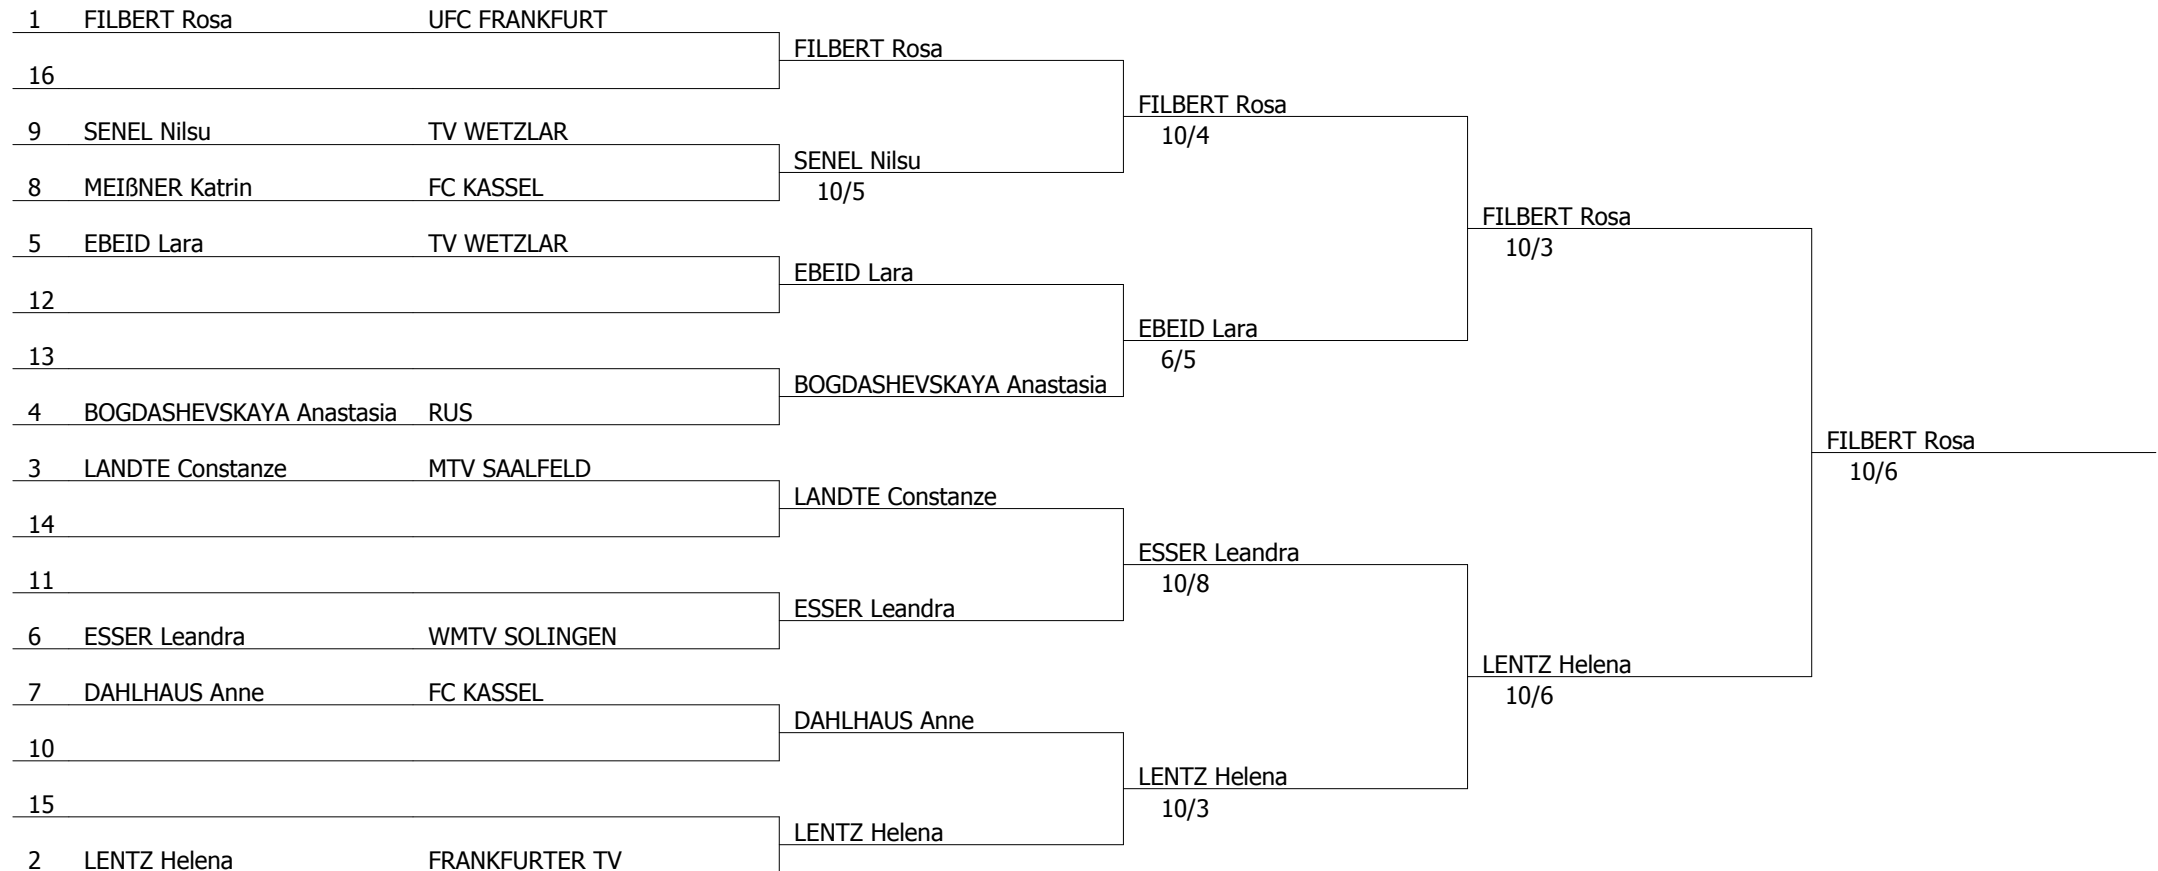 1 FILBERT Rosa UFC FRANKFURT
FILBERT Rosa
16
FILBERT Rosa
10/4
9 SENEL Nilsu TV WETZLAR
SENEL Nilsu
10/5
8 MEIßNER Katrin FC KASSEL
FILBERT Rosa
10/3
5 EBEID Lara TV WETZLAR
EBEID Lara
12
EBEID Lara
6/5
13
BOGDASHEVSKAYA Anastasia
4 BOGDASHEVSKAYA Anastasia RUS
FILBERT Rosa
10/6
3 LANDTE Constanze MTV SAALFELD
LANDTE Constanze
14
ESSER Leandra
10/8
11
ESSER Leandra
6 ESSER Leandra WMTV SOLINGEN
LENTZ Helena
10/6
7 DAHLHAUS Anne FC KASSEL
DAHLHAUS Anne
10
LENTZ Helena
10/3
15
LENTZ Helena
2 LENTZ Helena FRANKFURTER TV